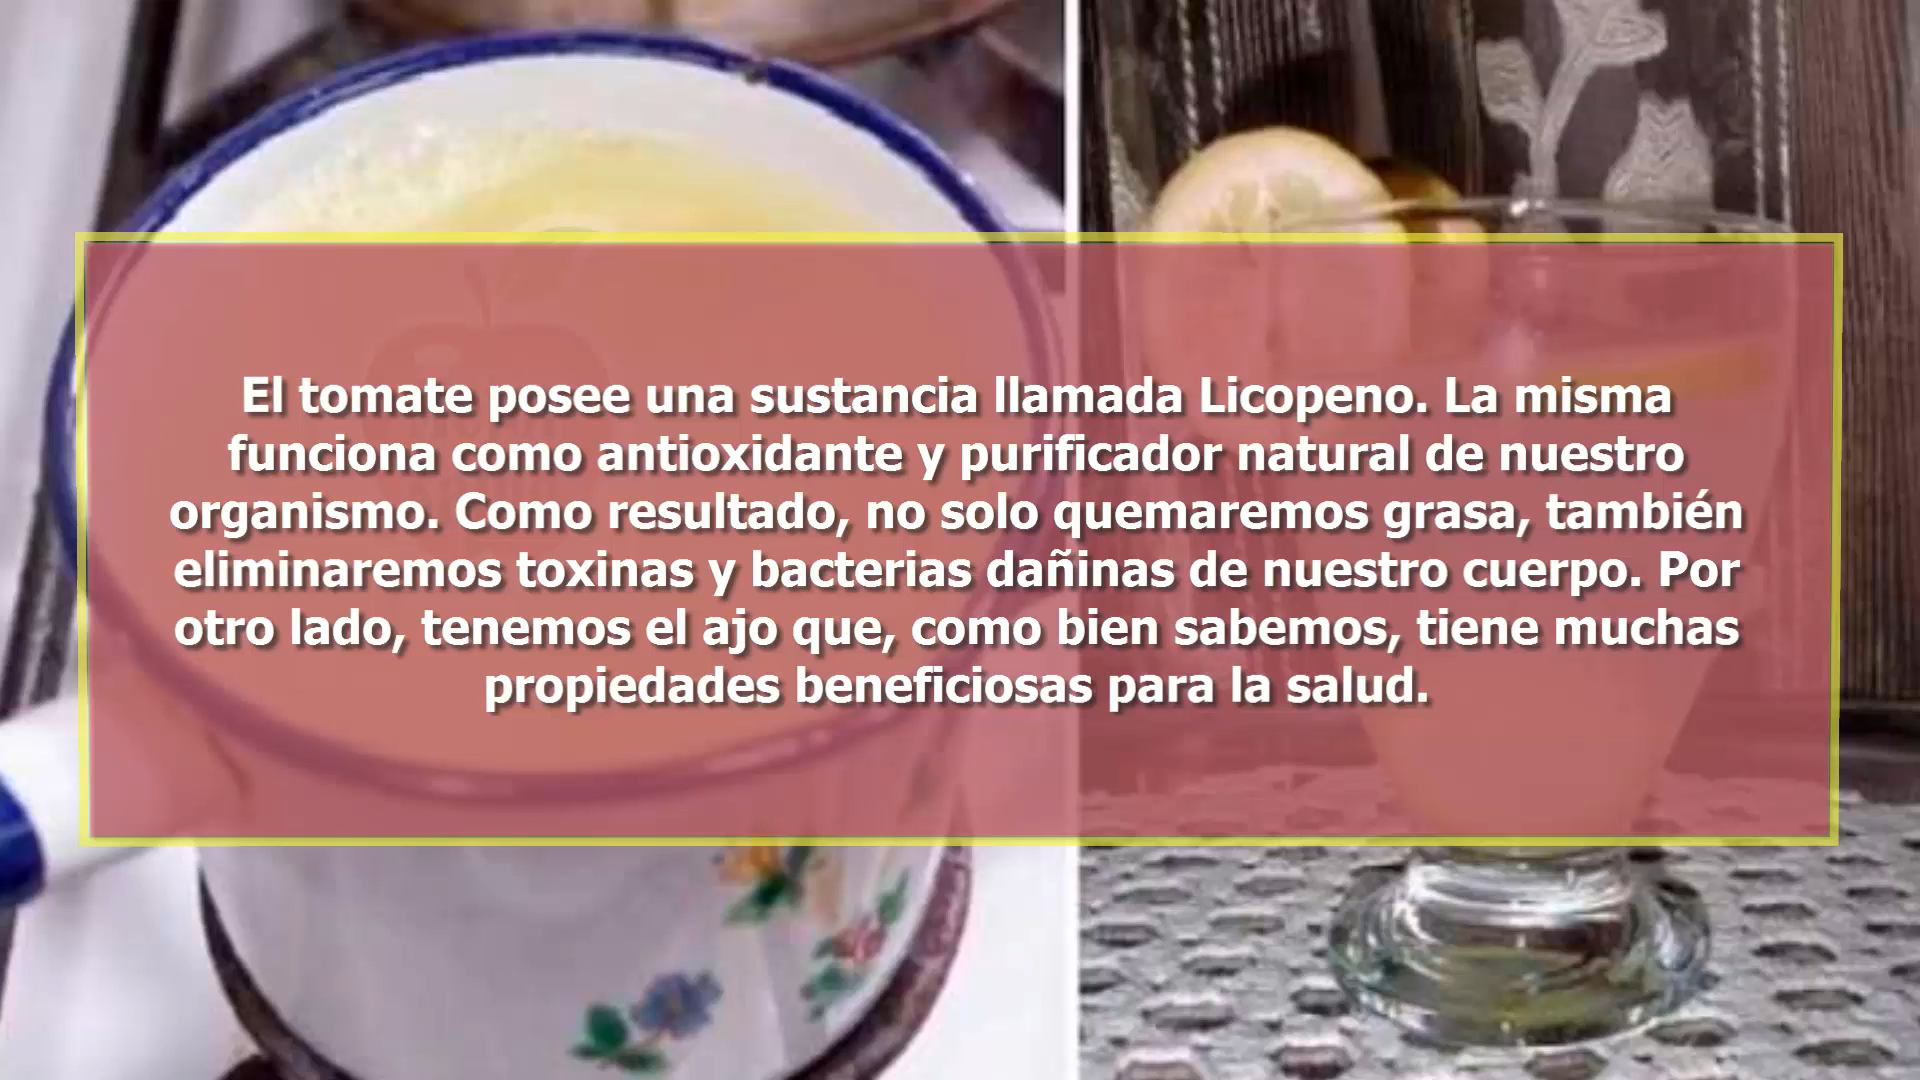 El tomate posee una sustancia llamada Licopeno. La misma
funciona como antioxidante y purificador natural de nuestro
organismo. Como resultado, no solo quemaremos grasa, también
eliminaremos toxinas y bacterias dañinas de nuestro cuerpo. Por
otro lado, tenemos el ajo que, como bien sabemos, tiene muchas
propiedades beneficiosas para la salud.